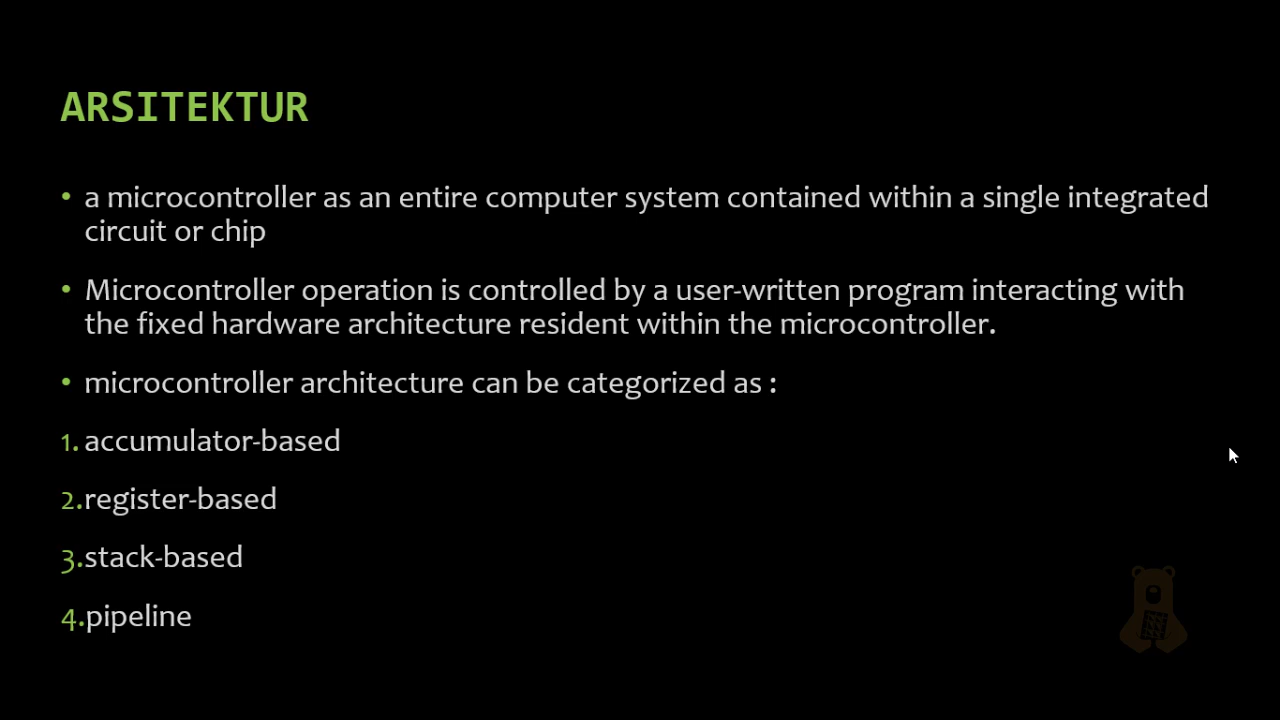 ARSITEKTUR
• a microcontroller as an entire computer system contained within a single integrated
circuit or chip
• Microcontroller operation is controlled by a user-written program interacting with
the fixed hardware architecture resident within the microcontroller.
• microcontroller architecture can be categorized as :
1. accumulator-based
2.register-based
3.stack-based
4.pipeline